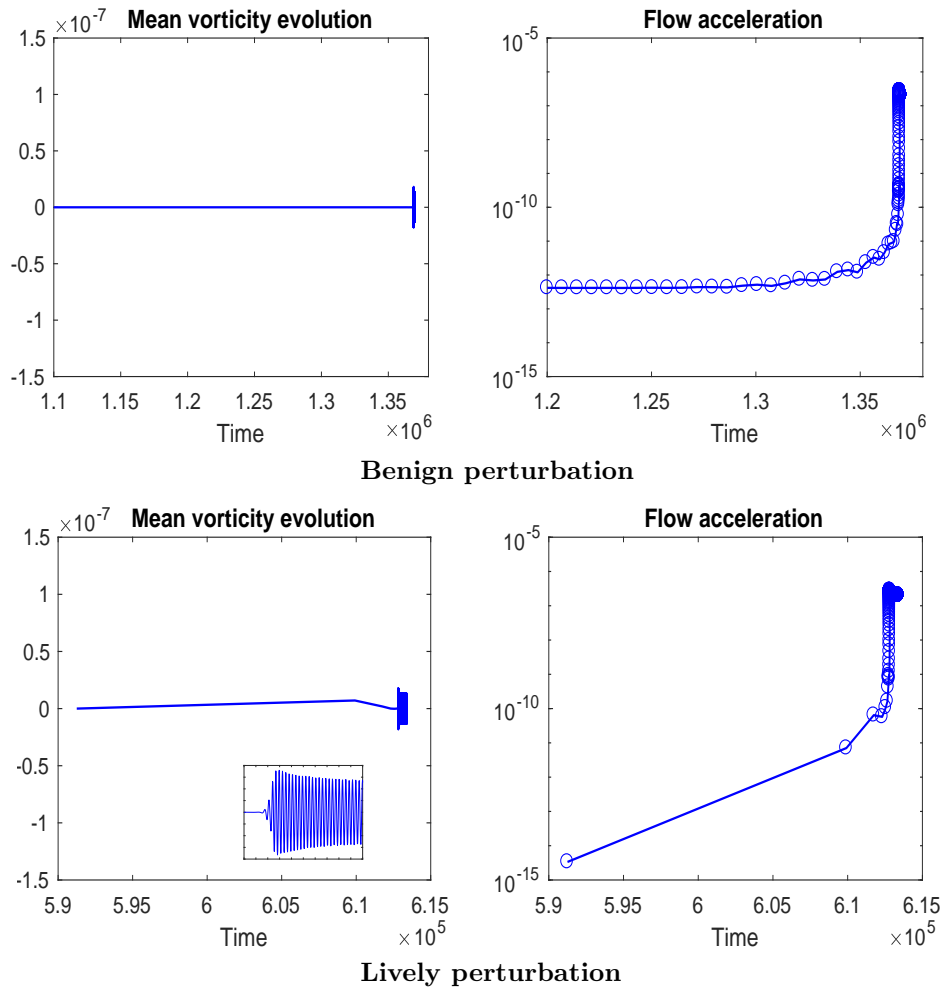 Mean vorticity evolution
×10^-7
1.5
1
0.5
0
-0.5
-1
-1.5
1.1 1.15 1.2 1.25 1.3 1.35
Time ×10^6
Flow acceleration
10^-5
10^-10
10^-15
1.2 1.25 1.3 1.35
Time ×10^6
Benign perturbation
Mean vorticity evolution
×10^-7
1.5
1
0.5
0
-0.5
-1
-1.5
5.9 5.95 6 6.05 6.1 6.15
Time ×10^5
Flow acceleration
10^-5
10^-10
10^-15
5.9 5.95 6 6.05 6.1 6.15
Time ×10^5
Lively perturbation